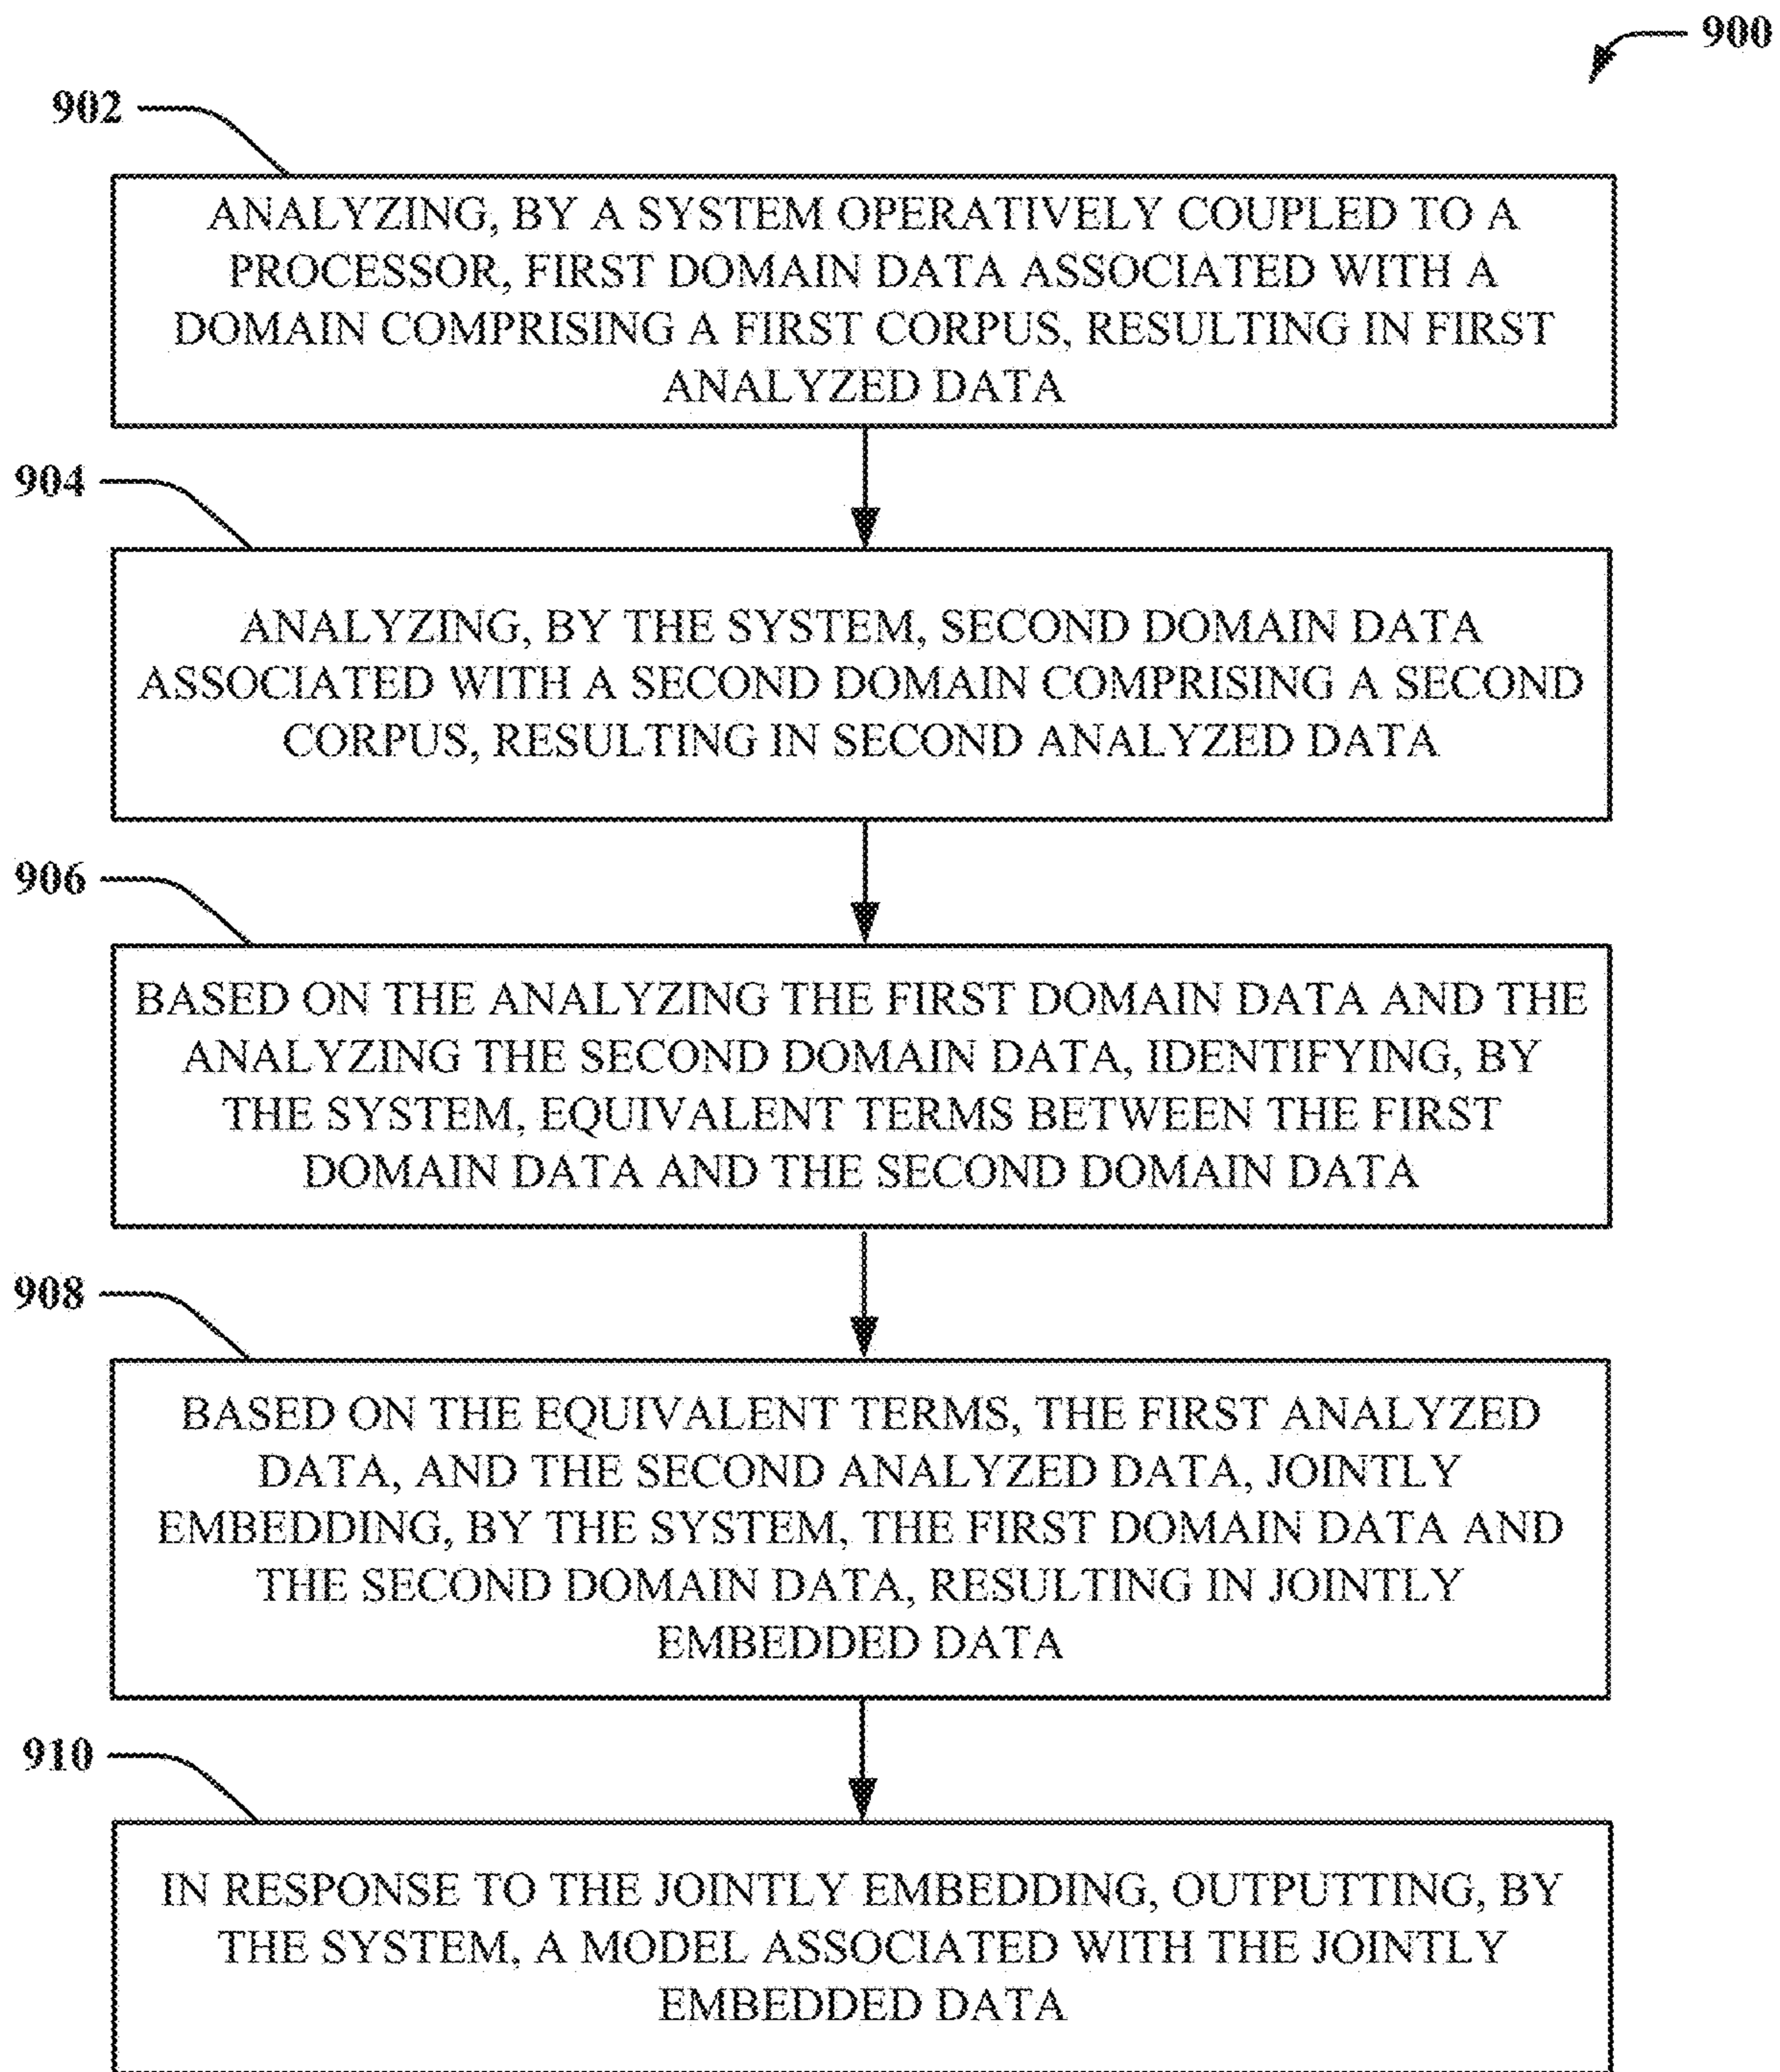 900
902
ANALYZING, BY A SYSTEM OPERATIVELY COUPLED TO A
PROCESSOR, FIRST DOMAIN DATA ASSOCIATED WITH A
DOMAIN COMPRISING A FIRST CORPUS, RESULTING IN FIRST
ANALYZED DATA
904
ANALYZING, BY THE SYSTEM, SECOND DOMAIN DATA
ASSOCIATED WITH A SECOND DOMAIN COMPRISING A SECOND
CORPUS, RESULTING IN SECOND ANALYZED DATA
906
BASED ON THE ANALYZING THE FIRST DOMAIN DATA AND THE
ANALYZING THE SECOND DOMAIN DATA, IDENTIFYING, BY
THE SYSTEM, EQUIVALENT TERMS BETWEEN THE FIRST
DOMAIN DATA AND THE SECOND DOMAIN DATA
908
BASED ON THE EQUIVALENT TERMS, THE FIRST ANALYZED
DATA, AND THE SECOND ANALYZED DATA, JOINTLY
EMBEDDING, BY THE SYSTEM, THE FIRST DOMAIN DATA AND
THE SECOND DOMAIN DATA, RESULTING IN JOINTLY
EMBEDDED DATA
910
IN RESPONSE TO THE JOINTLY EMBEDDING, OUTPUTTING, BY
THE SYSTEM, A MODEL ASSOCIATED WITH THE JOINTLY
EMBEDDED DATA